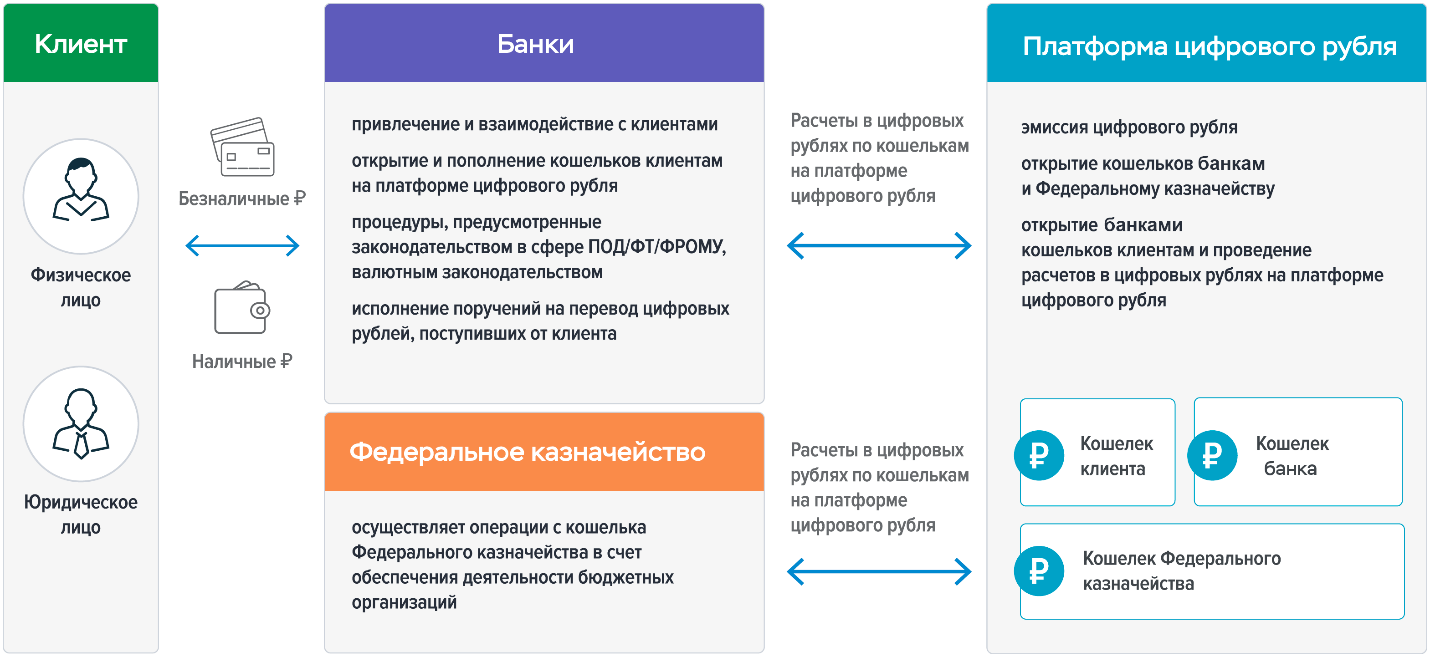 Клиент
Физическое
лицо
Юридическое
лицо
Безналичные ₽
Наличные ₽
Банки
привлечение и взаимодействие с клиентами
открытие и пополнение кошельков клиентам
на платформе цифрового рубля
процедуры, предусмотренные
законодательством в сфере ПОД/ФТ/ФРОМУ,
валютным законодательством
исполнение поручений на перевод цифровых
рублей, поступивших от клиента
Федеральное казначейство
осуществляет операции с кошелька
Федерального казначейства в счет
обеспечения деятельности бюджетных
организаций
Расчеты в цифровых
рублях по кошелькам
на платформе
цифрового рубля
Расчеты в цифровых
рублях по кошелькам
на платформе
цифрового рубля
Платформа цифрового рубля
эмиссия цифрового рубля
открытие кошельков банкам
и Федеральному казначейству
открытие банками
кошельков клиентам и проведение
расчетов в цифровых рублях на платформе
цифрового рубля
₽
Кошелек
клиента
₽
Кошелек
банка
₽
Кошелек Федерального
казначейства